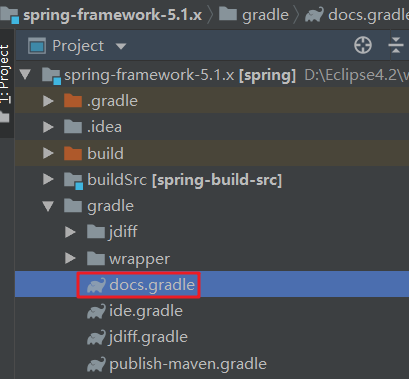 spring-framework-5.1.x > gradle > docs.gradle
1: Project
Project
spring-framework-5.1.x [spring] D:\Eclipse4.2\w
.gradle
.idea
build
buildSrc [spring-build-src]
gradle
jdiff
wrapper
docs.gradle
ide.gradle
jdiff.gradle
publish-maven.gradle